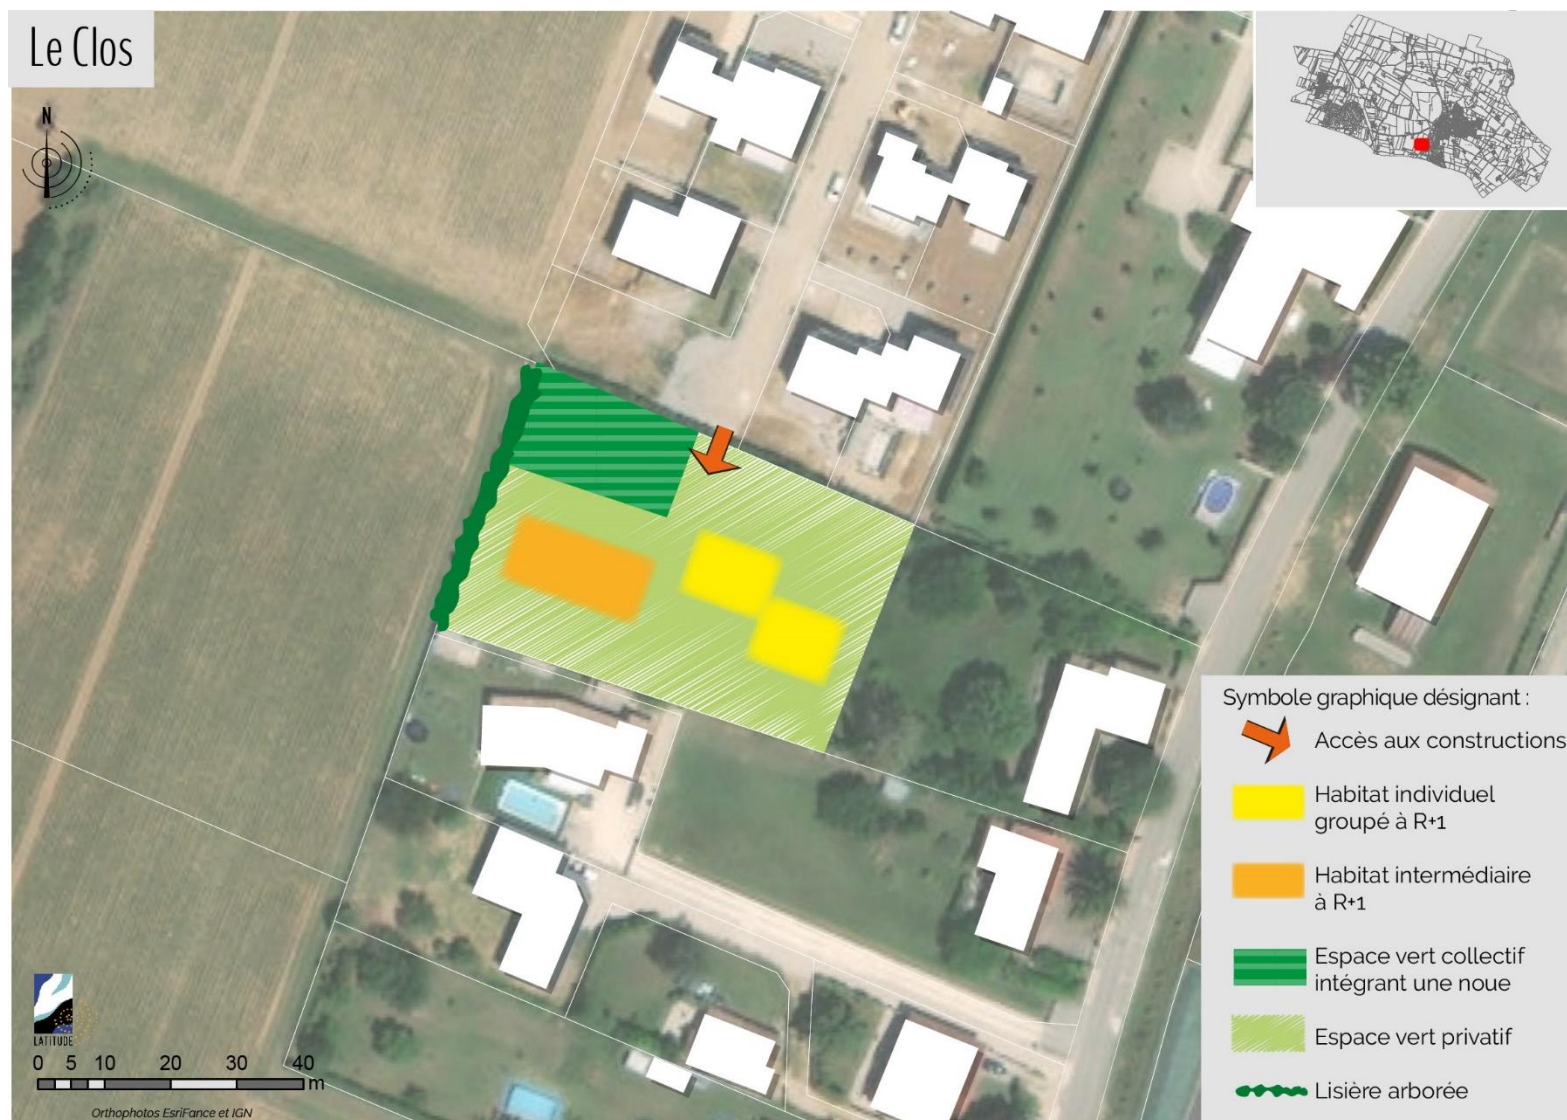 Le Clos
N
Symbole graphique désignant :
Accès aux constructions
Habitat individuel
groupé à R+1
Habitat intermédiaire
à R+1
Espace vert collectif
intégrant une noue
Espace vert privatif
Lisière arborée
LATITUDE
0 5 10 20 30 40
m
Orthophotos EsriFance et IGN